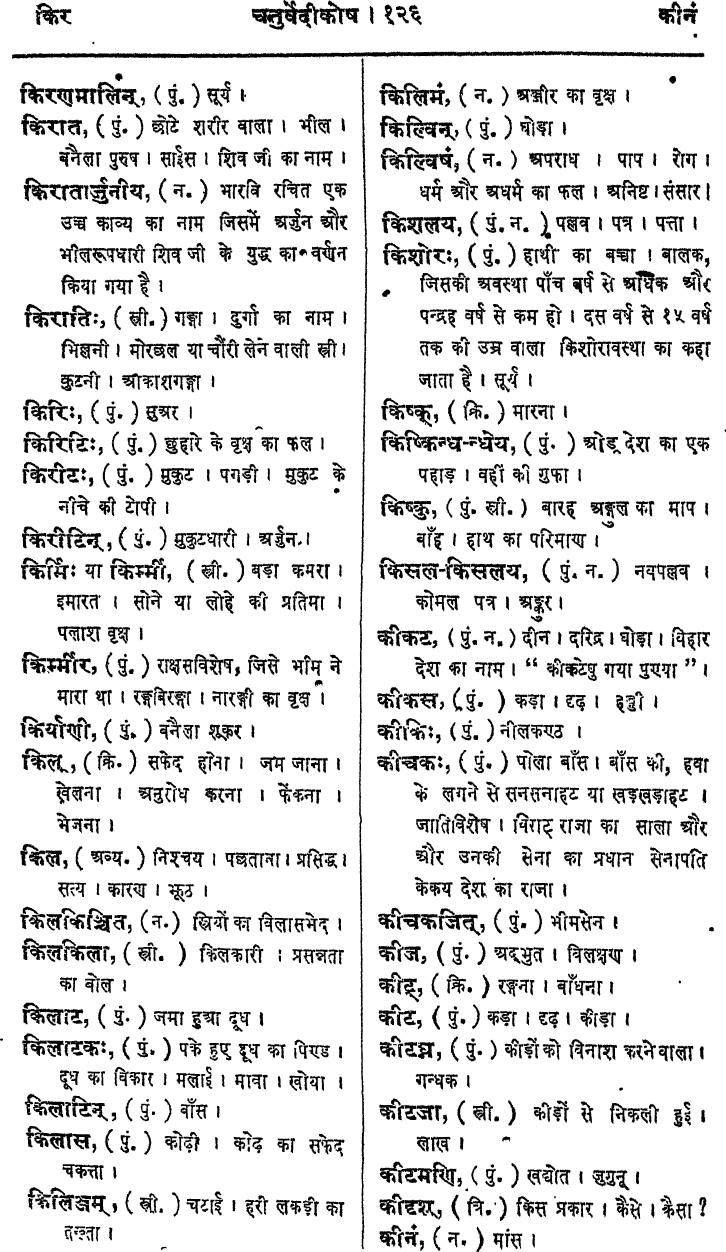 किर
चतुर्वेदीकोष । १२६
कीनं
किरणमालिन्, (पुं.) सूर्य ।
किरात, (पुं.) छोटे शरीर वाला । भील ।
बनैला पुरुष । साईस । शिव जी का नाम ।
किरातार्जुनीय, (न.) भारवि रचित एक
उच्च काव्य का नाम जिसमें अर्जुन और
भीलरूपधारी शिव जी के युद्ध का वर्णन
किया गया है ।
किरातिः, (स्त्री.) गङ्गा । दुर्गा का नाम ।
भिल्लनी । मोरछल या चौंरी लेने वाली स्त्री।
कुटनी । आकाशगङ्गा ।
किरिः, (पुं.) सुअर ।
किरिटिः, (पुं.) छुहारे के वृक्ष का फल ।
किरीटः, (पुं.) मुकुट । पगड़ी । मुकुट के
नीचे की टोपी ।
किरीटिन्, (पुं.) मुकुटधारी । अर्जुन ।
किर्मिः या किर्म्मी, (स्त्री.) बड़ा कमरा ।
इमारत । सोने या लोहे की प्रतिमा ।
पलाश वृक्ष ।
किर्म्मीर, (पुं.) राक्षसविशेष, जिसे भीम ने
मारा था । रङ्गबिरङ्गा । नारङ्गी का वृक्ष ।
किर्याणी, (पुं.) बनैला शूकर ।
किल्, (क्रि.) सफेद होना । जम जाना ।
खेलना । अनुरोध करना । फेंकना ।
भेजना ।
किल, (अव्य.) निश्चय । पछताना । प्रसिद्ध।
सत्य । कारण । झूठ ।
किलकिञ्चित, (न.) स्त्रियों का विलासभेद ।
किलकिला, (स्त्री.) किलकारी । प्रसन्नता
का बोल ।
किलाट, (पुं.) जमा हुआ दूध ।
किलाटकः, (पुं.) पके हुए दूध का पिण्ड ।
दूध का विकार । मलाई । मावा । खोया ।
किलाटिन्, (पुं.) बाँस ।
किलास, (पुं.) कोढ़ी । कोढ़ का सफेद
चकत्ता ।
किलिञ्जम्, (स्त्री.) चटाई । हरी लकड़ी का
तख़्ता ।
किलिमं, (न.) अञ्जीर का वृक्ष ।
किल्विन्, (पुं.) घोड़ा ।
किल्विषं, (न.) अपराध । पाप । रोग ।
धर्म और अधर्म का फल । अनिष्ट । संसार।
किशलय, (पुं.न.) पल्लव । पत्र । पत्ता ।
किशोरः, (पुं.) हाथी का बच्चा । बालक,
जिसकी अवस्था पाँच वर्ष से अधिक और
पन्द्रह वर्ष से कम हो । दस वर्ष से १५ वर्ष
तक की उम्र वाला किशोरावस्था का कहा
जाता है । सूर्य ।
किष्क्, (क्रि.) मारना ।
किष्किन्ध-न्धेय, (पुं.) ओड्र देश का एक
पहाड़ । वहीं की गुफा ।
किष्कु, (पुं. स्त्री.) बारह अङ्गुल का माप ।
बाँह । हाथ का परिमाण ।
किसल-किसलय, (पुं. न.) नवपल्लव ।
कोमल पत्र । अङ्कुर ।
कीकट, (पुं. न.) दीन । दरिद्र । घोड़ा । विहार
देश का नाम । “ कीकटेषु गया पुण्या ” ।
कीकस, (पुं.) कड़ा । दृढ़ । हड्डी ।
कीकिः, (पुं.) नीलकण्ठ ।
कीचकः, (पुं.) पोला बाँस । बाँस की, हवा
के लगने से सनसनाहट या खड़खड़ाहट ।
जातिविशेष । विराट् राजा का साला और
और उनकी सेना का प्रधान सेनापति
केकय देश का राजा ।
कीचकजित्, (पुं.) भीमसेन ।
कीज, (पुं.) अद्भुत । विलक्षण ।
कीट्, (क्रि.) रङ्गना । बाँधना ।
कीट, (पुं.) कड़ा । दृढ़ । कीड़ा ।
कीटघ्न, (पुं.) कीड़ों को विनाश करनेवाला ।
गन्धक ।
कीटजा, (स्त्री.) कीड़ों से निकली हुई ।
लाख ।
कीटमणि, (पुं.) खद्योत । जुगुनू ।
कीदृश्, (त्रि.) किस प्रकार । कैसे । कैसा ?
कीनं, (न.) मांस ।